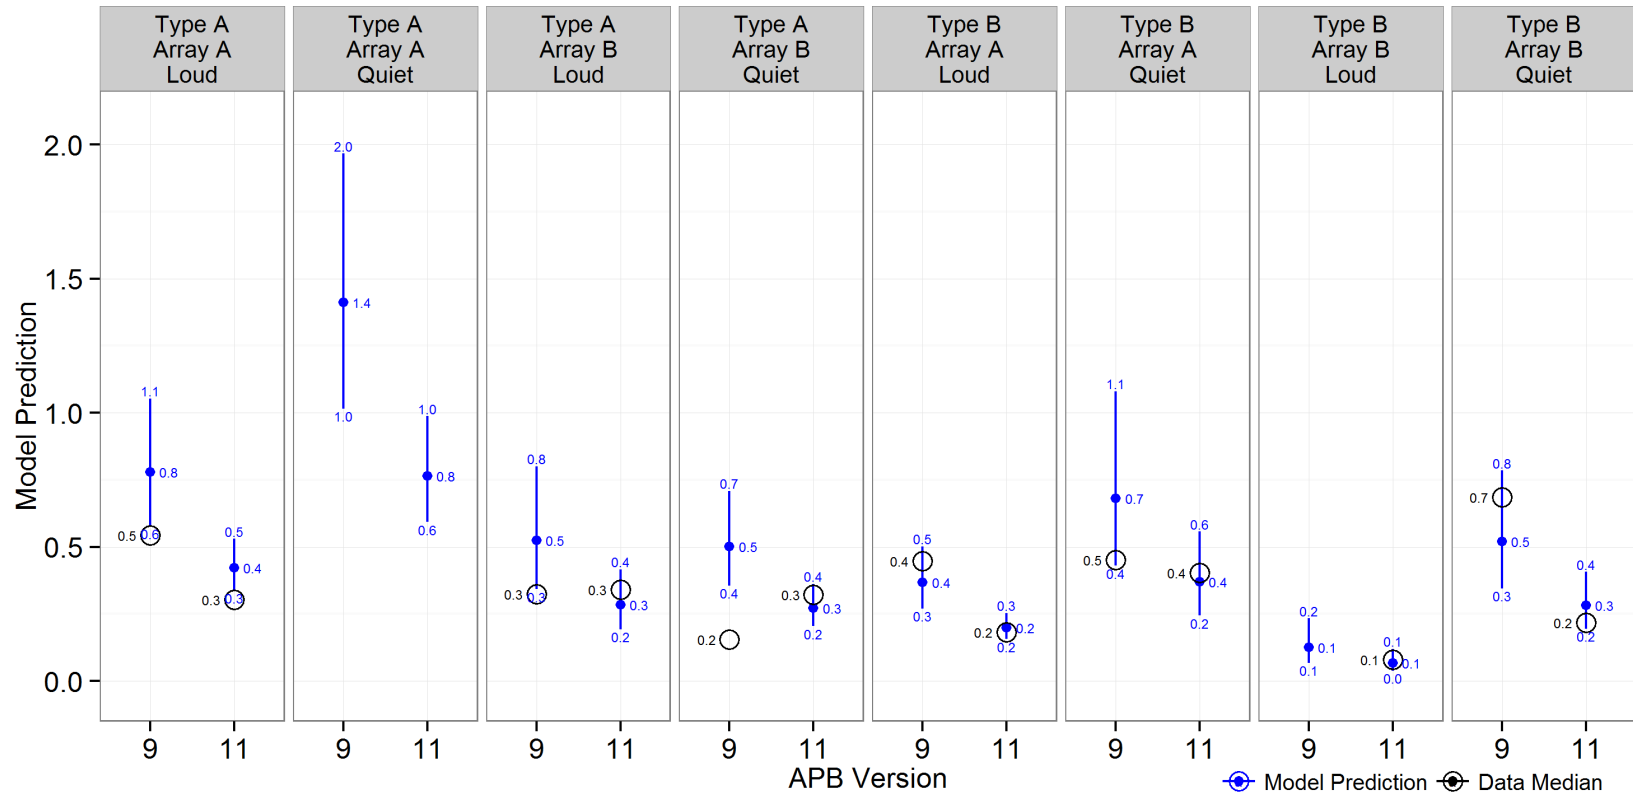 Type A
Array A
Loud
Type A
Array A
Quiet
Type A
Array B
Loud
Type A
Array B
Quiet
Type B
Array A
Loud
Type B
Array A
Quiet
Type B
Array B
Loud
Type B
Array B
Quiet
Model Prediction
2.0
1.5
1.0
0.5
0.0
1.1
0.8
0.5
0.6
0.5
0.4
0.3
0.3
2.0
1.4
1.0
1.0
0.8
0.6
0.8
0.5
0.3
0.3
0.4
0.3
0.3
0.2
0.7
0.5
0.4
0.2
0.4
0.3
0.3
0.2
0.5
0.4
0.4
0.3
0.3
0.2
0.2
0.2
1.1
0.7
0.5
0.4
0.6
0.4
0.4
0.2
0.2
0.1
0.1
0.1
0.1
0.1
0.0
0.8
0.7
0.5
0.3
0.4
0.3
0.2
0.2
9 11
9 11
9 11
9 11
9 11
9 11
9 11
9 11
APB Version
Model Prediction
Data Median